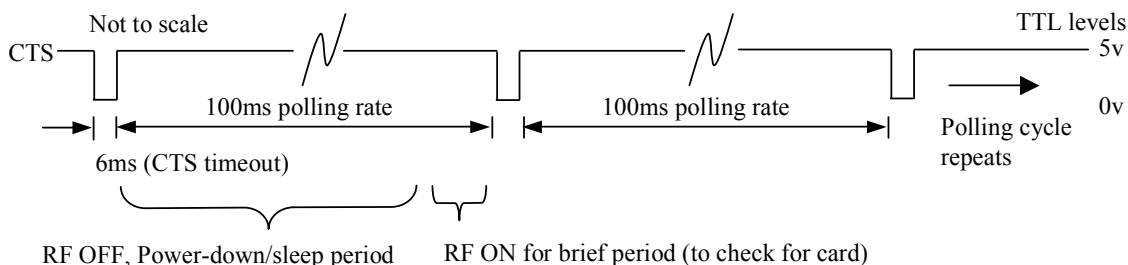 Not to scale
TTL levels
CTS
5v
100ms polling rate
100ms polling rate
0v
Polling cycle
repeats
6ms (CTS timeout)
RF OFF, Power-down/sleep period
RF ON for brief period (to check for card)